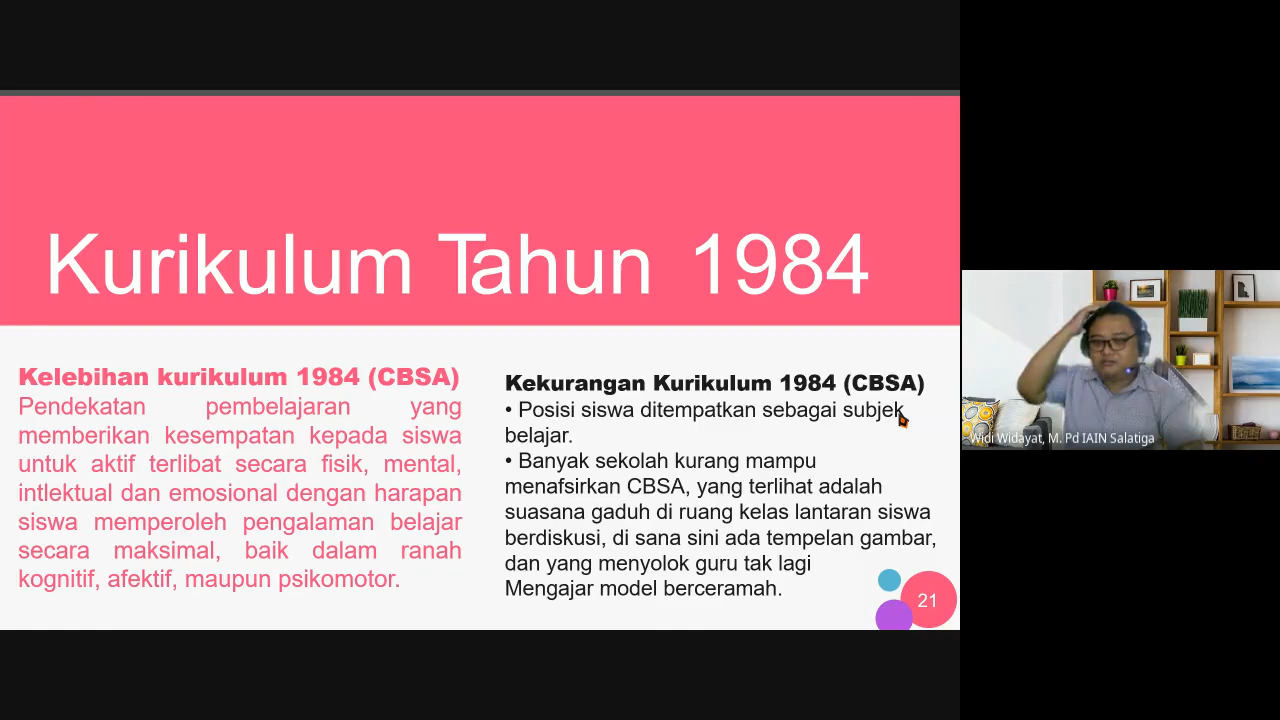 Kurikulum Tahun 1984
Kelebihan kurikulum 1984 (CBSA)
Pendekatan pembelajaran yang
memberikan kesempatan kepada siswa
untuk aktif terlibat secara fisik, mental,
intlektual dan emosional dengan harapan
siswa memperoleh pengalaman belajar
secara maksimal, baik dalam ranah
kognitif, afektif, maupun psikomotor.
Kekurangan Kurikulum 1984 (CBSA)
• Posisi siswa ditempatkan sebagai subjek
belajar.
• Banyak sekolah kurang mampu
menafsirkan CBSA, yang terlihat adalah
suasana gaduh di ruang kelas lantaran siswa
berdiskusi, di sana sini ada tempelan gambar,
dan yang menyolok guru tak lagi
Mengajar model berceramah.
21
Widi Widayat, M. Pd IAIN Salatiga